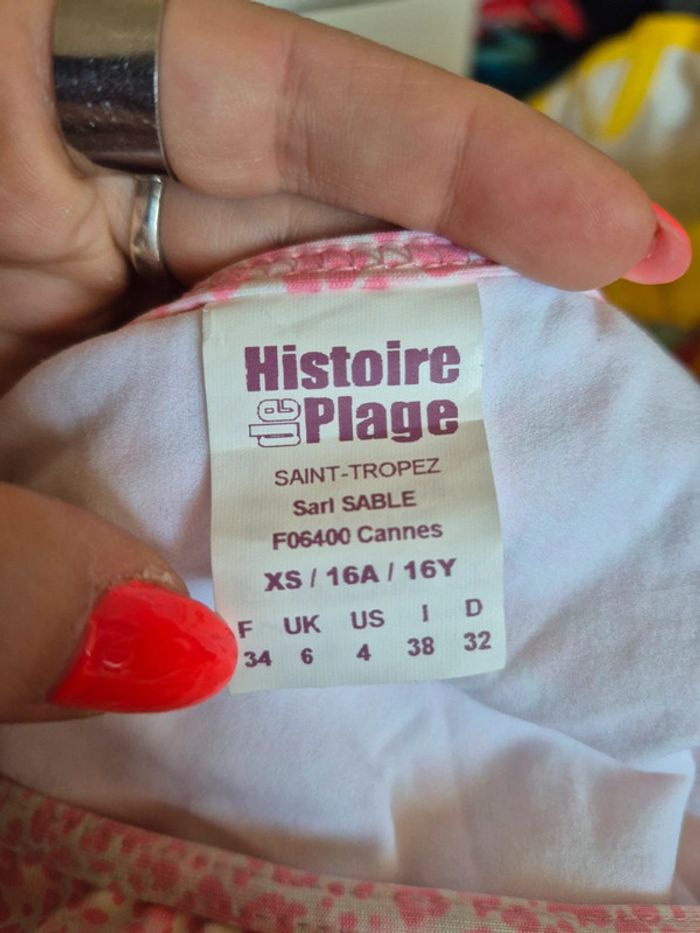 Histoire
de Plage
SAINT-TROPEZ
Sarl SABLE
F06400 Cannes
XS / 16A / 16Y
F UK US I D
34 6 4 38 32